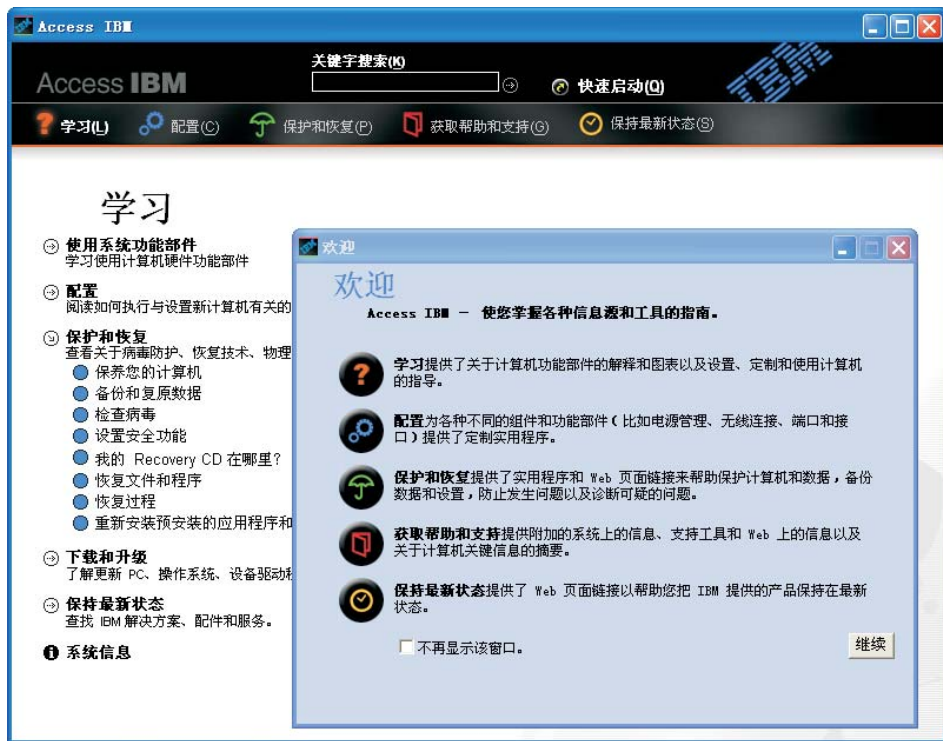 Access IBM
关键字搜索(K)
Access IBM
快速启动(Q)
IBM
学习(L)
配置(C)
保护和恢复(P)
获取帮助和支持(G)
保持最新状态(S)
学习
使用系统功能部件
学习使用计算机硬件功能部件
配置
阅读如何执行与设置新计算机有关的
保护和恢复
查看关于病毒防护、恢复技术、物理
保养您的计算机
备份和复原数据
检查病毒
设置安全功能
我的 Recovery CD 在哪里?
恢复文件和程序
恢复过程
重新安装预安装的应用程序和
下载和升级
了解更新 PC、操作系统、设备驱动
保持最新状态
查找 IBM 解决方案、配件和服务。
系统信息
欢迎
欢迎
Access IBM — 使您掌握各种信息源和工具的指南。
学习提供了关于计算机功能部件的解释和图表以及设置、定制和使用计算机
的指导。
配置为各种不同的组件和功能部件(比如电源管理、无线连接、端口和接
口)提供了定制实用程序。
保护和恢复提供了实用程序和 Web 页面链接来帮助保护计算机和数据,备份
数据和设置,防止发生问题以及诊断可疑的问题。
获取帮助和支持提供附加的系统上的信息、支持工具和 Web 上的信息以及
关于计算机关键信息的摘要。
保持最新状态提供了 Web 页面链接以帮助您把 IBM 提供的产品保持在最新
状态。
不再显示该窗口。
继续